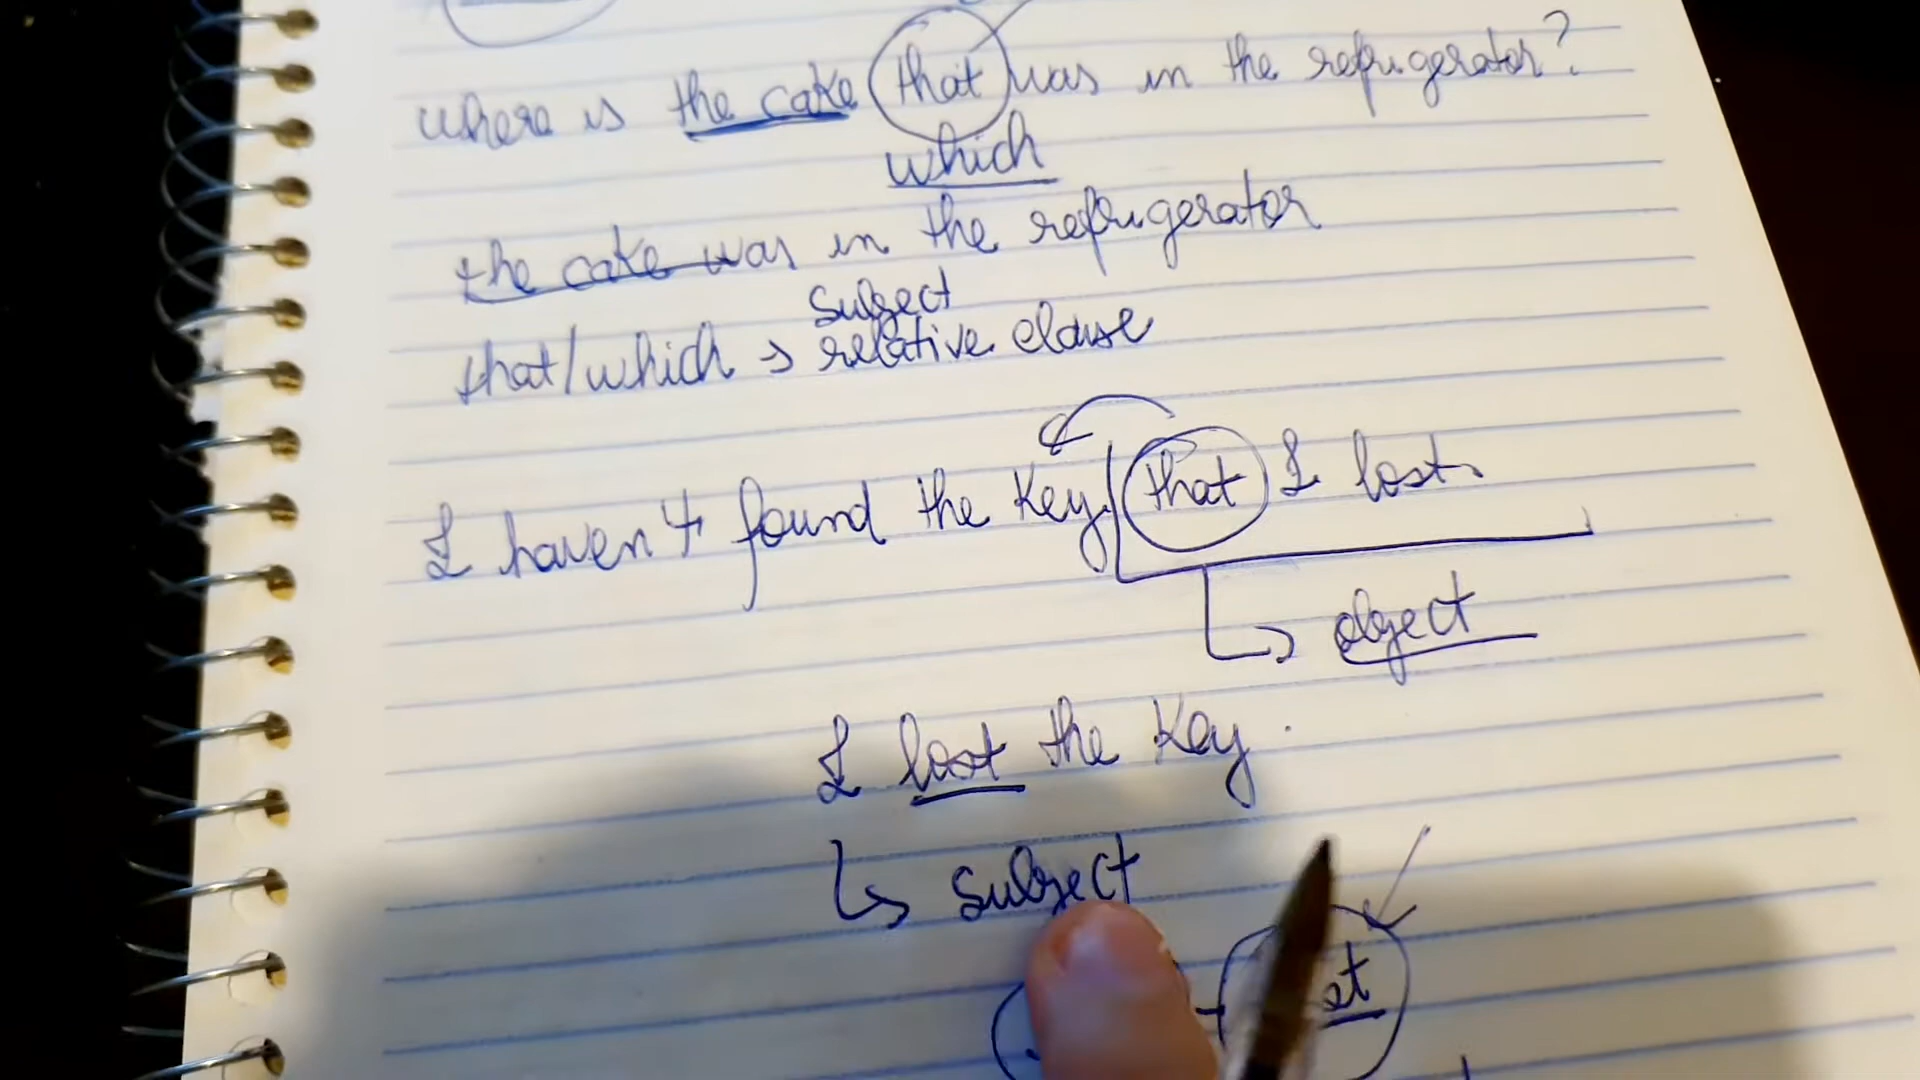 where is the cake that was in the refrigerator?
which
the cake was in the refrigerator
subject
that/which → relative clause
I haven't found the key that I lost.
↳ object
I lost the key.
↳ subject